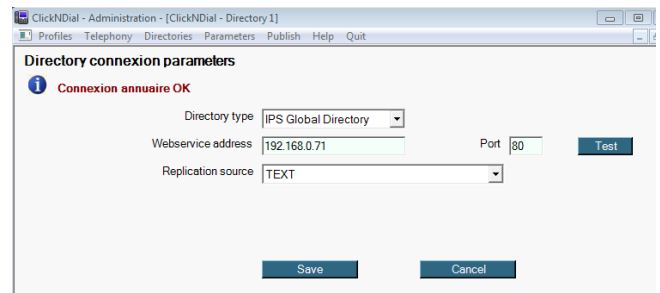 ClickNDial - Administration - [ClickNDial - Directory 1]
Profiles Telephony Directories Parameters Publish Help Quit
Directory connexion parameters
Connexion annuaire OK
Directory type IPS Global Directory
Webservice address 192.168.0.71 Port 80 Test
Replication source TEXT
Save Cancel